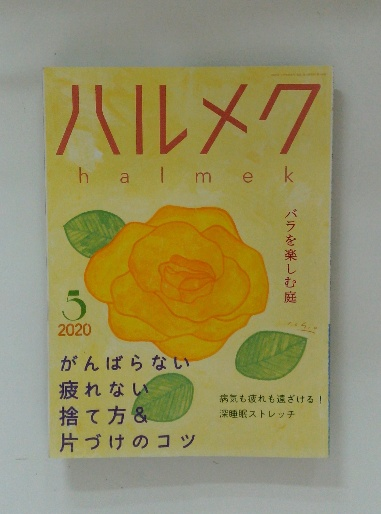 ハルメク
halmek
バラを楽しむ庭
5
2020
がんばらない
疲れない
捨て方&
片づけのコツ
病気も疲れも遠ざける!
深睡眠ストレッチ